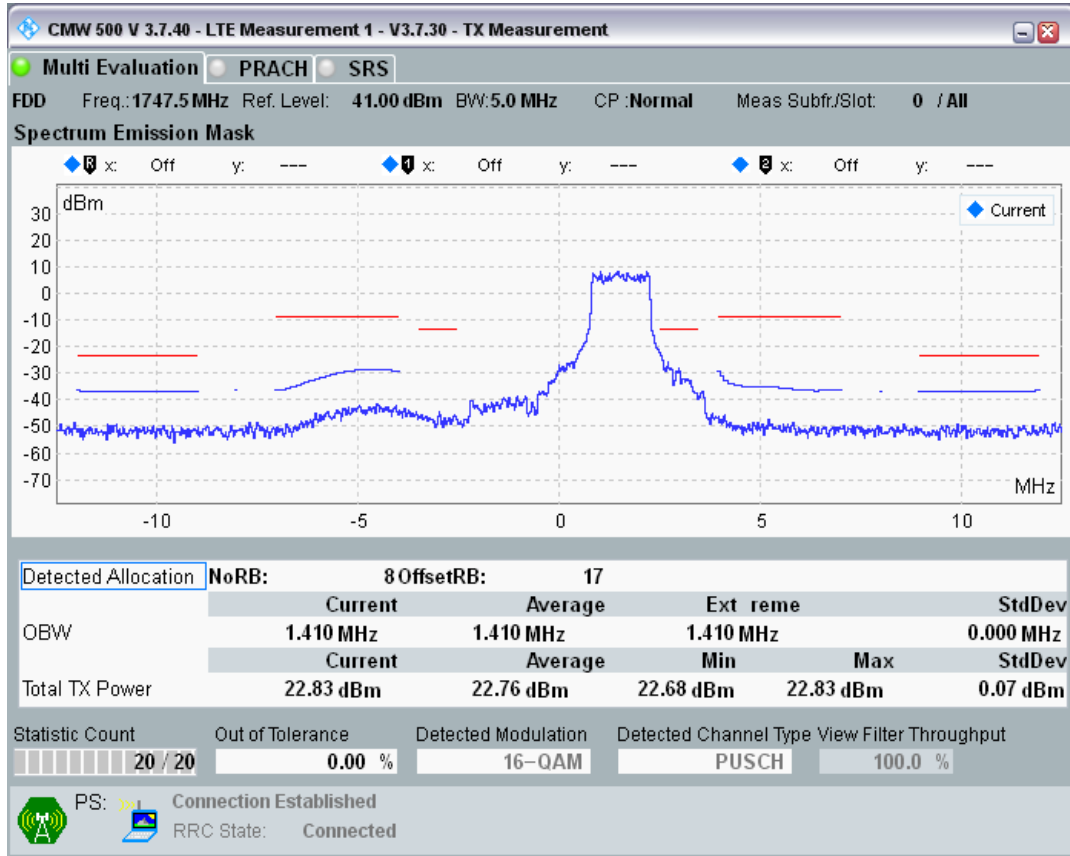 CMW 500 V 3.7.40 - LTE Measurement 1 - V3.7.30 - TX Measurement
Multi Evaluation PRACH SRS
FDD Freq.: 1747.5 MHz Ref. Level: 41.00 dBm BW: 5.0 MHz CP : Normal Meas Subfr./Slot: 0 / All
Spectrum Emission Mask
R x: Off y: --- 1 x: Off y: --- 2 x: Off y: ---
dBm
Current
30
20
10
0
-10
-20
-30
-40
-50
-60
-70
MHz
-10 -5 0 5 10
Detected Allocation NoRB: 8 OffsetRB: 17
Current Average Ext reme StdDev
OBW 1.410 MHz 1.410 MHz 1.410 MHz 0.000 MHz
Current Average Min Max StdDev
Total TX Power 22.83 dBm 22.76 dBm 22.68 dBm 22.83 dBm 0.07 dBm
Statistic Count Out of Tolerance Detected Modulation Detected Channel Type View Filter Throughput
20 / 20 0.00 % 16-QAM PUSCH 100.0 %
PS: Connection Established
RRC State: Connected